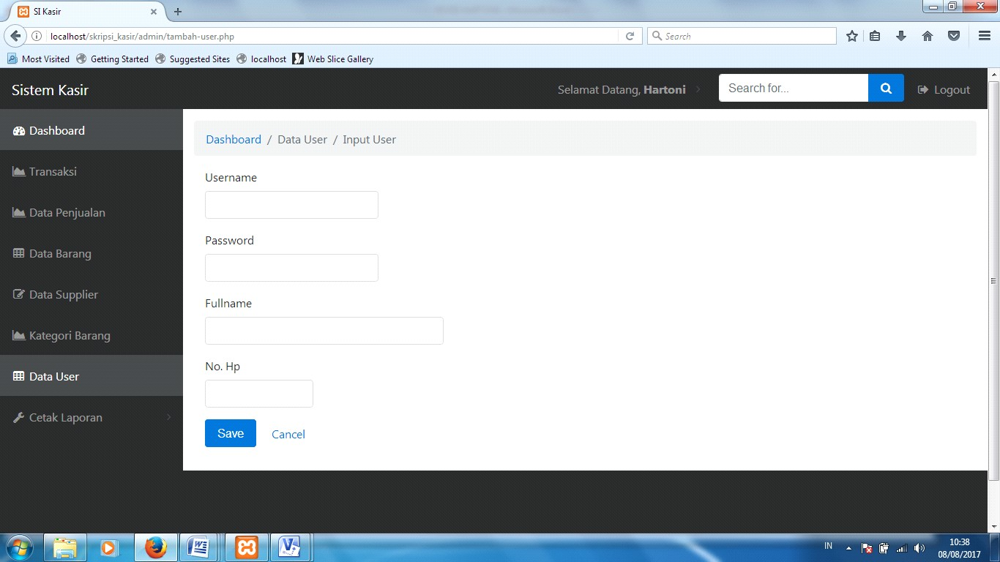 SI Kasir
localhost/skripsi_kasir/admin/tambah-user.php
Search
Most Visited Getting Started Suggested Sites localhost Web Slice Gallery
Sistem Kasir
Selamat Datang, Hartoni
Search for...
Logout
Dashboard
Transaksi
Data Penjualan
Data Barang
Data Supplier
Kategori Barang
Data User
Cetak Laporan
Dashboard / Data User / Input User
Username
Password
Fullname
No. Hp
Save Cancel
IN
10:38
08/08/2017